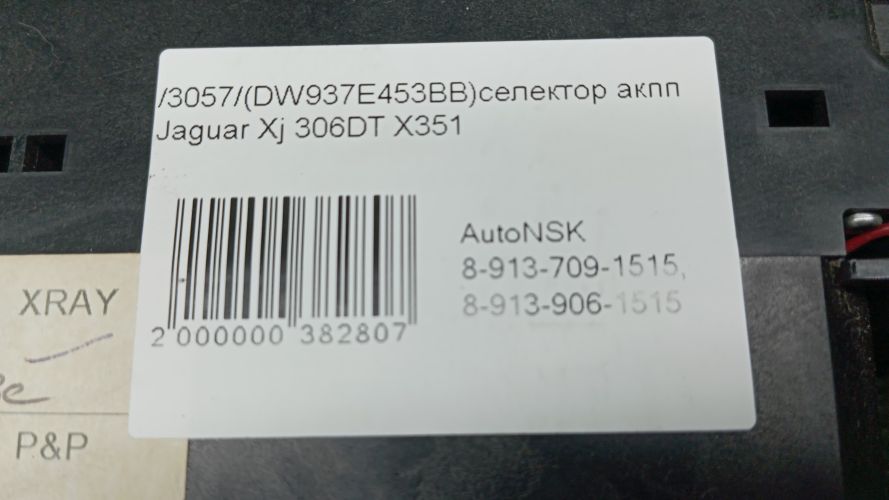 /3057/(DW937E453BB)селектор акпп
Jaguar Xj 306DT X351
AutoNSK
8-913-709-1515,
8-913-906-1515
2 000000 382807
XRAY
P&P